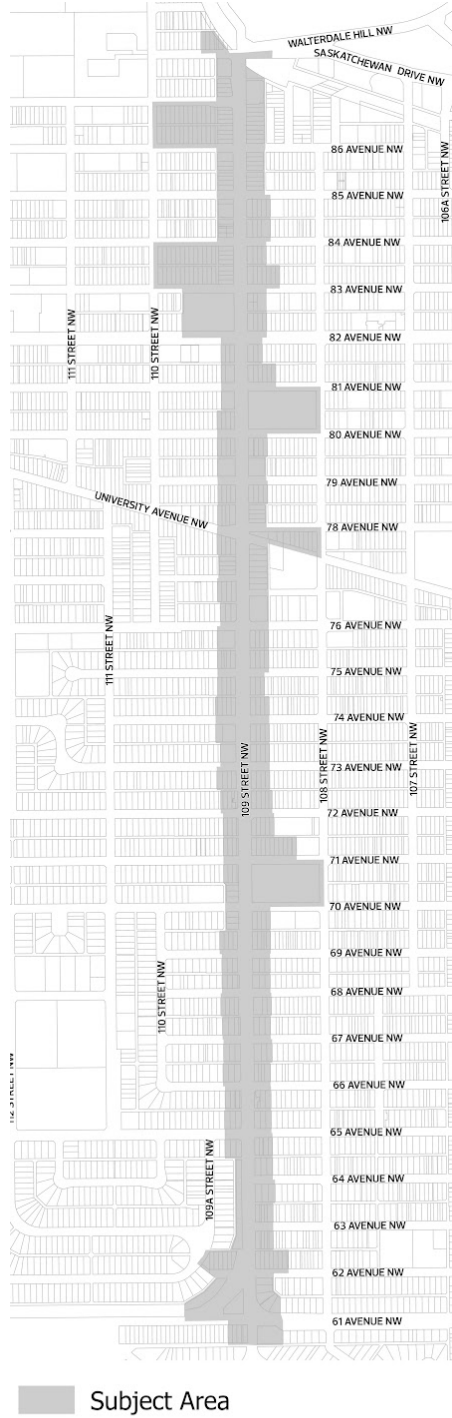 WALTERDALE HILL NW
SASKATCHEWAN DRIVE NW
86 AVENUE NW
106A STREET NW
85 AVENUE NW
84 AVENUE NW
83 AVENUE NW
111 STREET NW
110 STREET NW
82 AVENUE NW
81 AVENUE NW
80 AVENUE NW
79 AVENUE NW
UNIVERSITY AVENUE NW
78 AVENUE NW
76 AVENUE NW
111 STREET NW
75 AVENUE NW
74 AVENUE NW
109 STREET NW
108 STREET NW
107 STREET NW
73 AVENUE NW
72 AVENUE NW
71 AVENUE NW
70 AVENUE NW
69 AVENUE NW
110 STREET NW
68 AVENUE NW
67 AVENUE NW
112 STREET NW
66 AVENUE NW
65 AVENUE NW
109A STREET NW
64 AVENUE NW
63 AVENUE NW
62 AVENUE NW
61 AVENUE NW
Subject Area